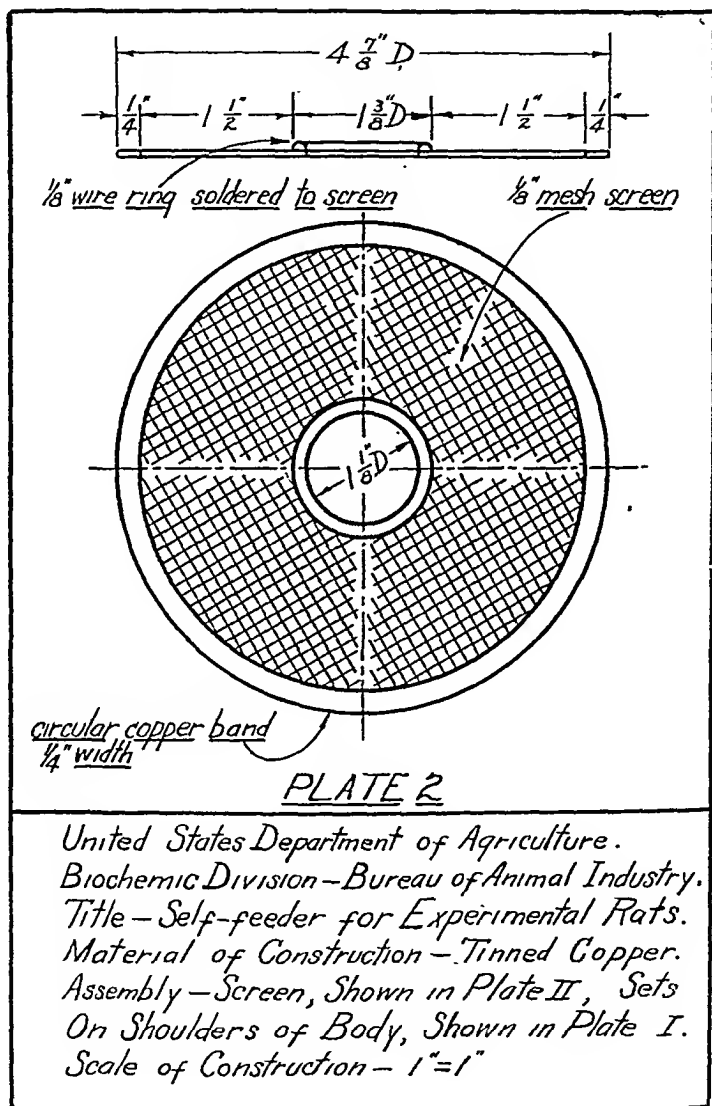 4 7/8" D.
1/4" 1 1/2" 1 3/8" D 1 1/2" 1/4"
1/8" wire ring soldered to screen
1/8" mesh screen
1 1/8" D
circular copper band
1/4" width
PLATE 2
United States Department of Agriculture.
Biochemic Division – Bureau of Animal Industry.
Title – Self-feeder for Experimental Rats.
Material of Construction – Tinned Copper.
Assembly – Screen, Shown in Plate II, Sets
On Shoulders of Body, Shown in Plate I.
Scale of Construction – 1"=1"